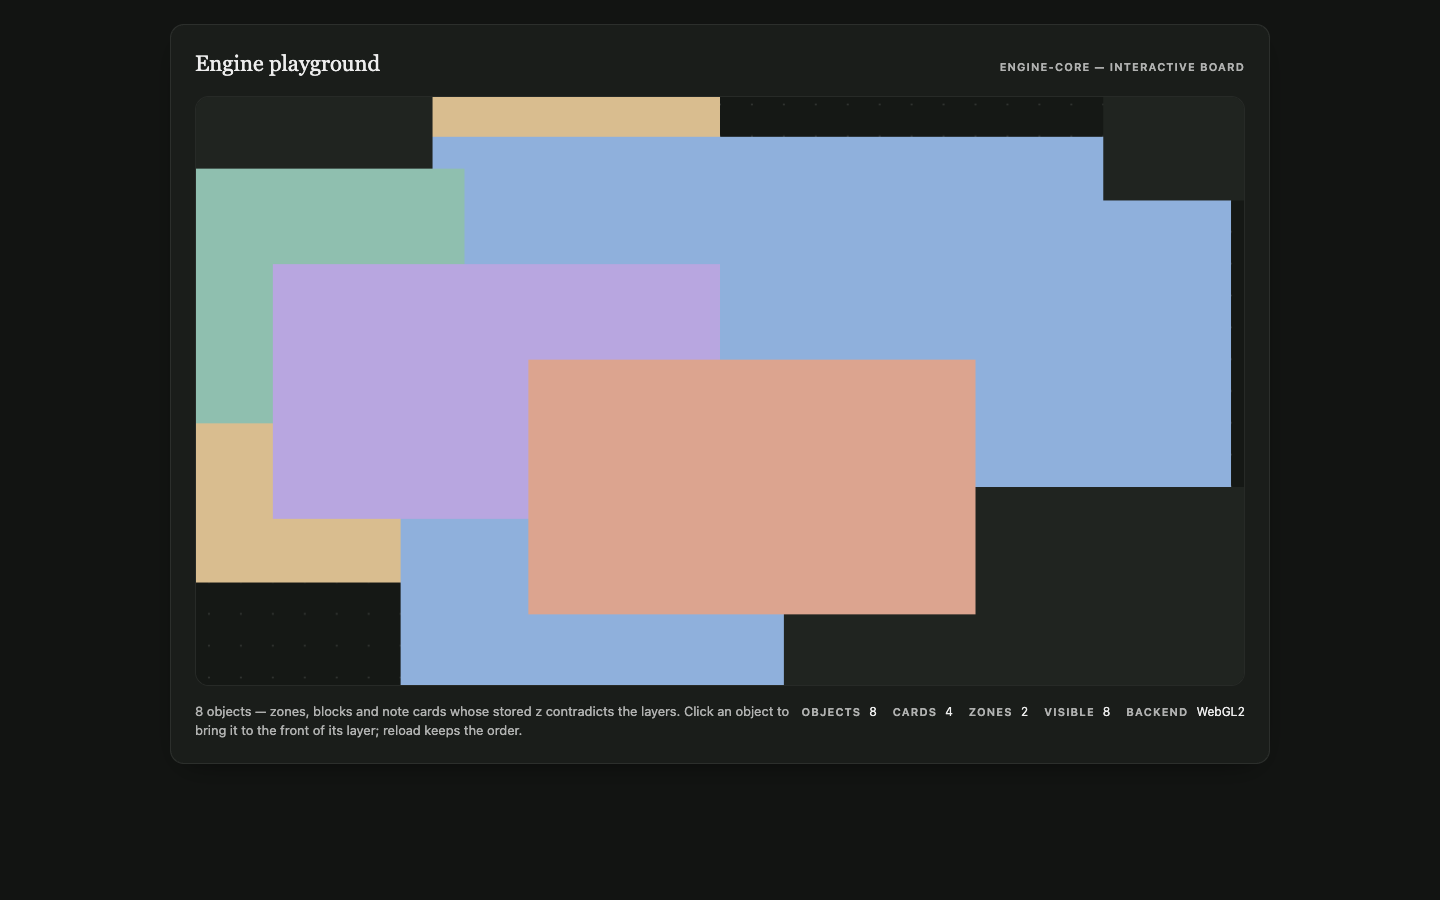 Engine playground
ENGINE-CORE — INTERACTIVE BOARD
8 objects — zones, blocks and note cards whose stored z contradicts the layers. Click an object to
bring it to the front of its layer; reload keeps the order.
OBJECTS 8 CARDS 4 ZONES 2 VISIBLE 8 BACKEND WebGL2